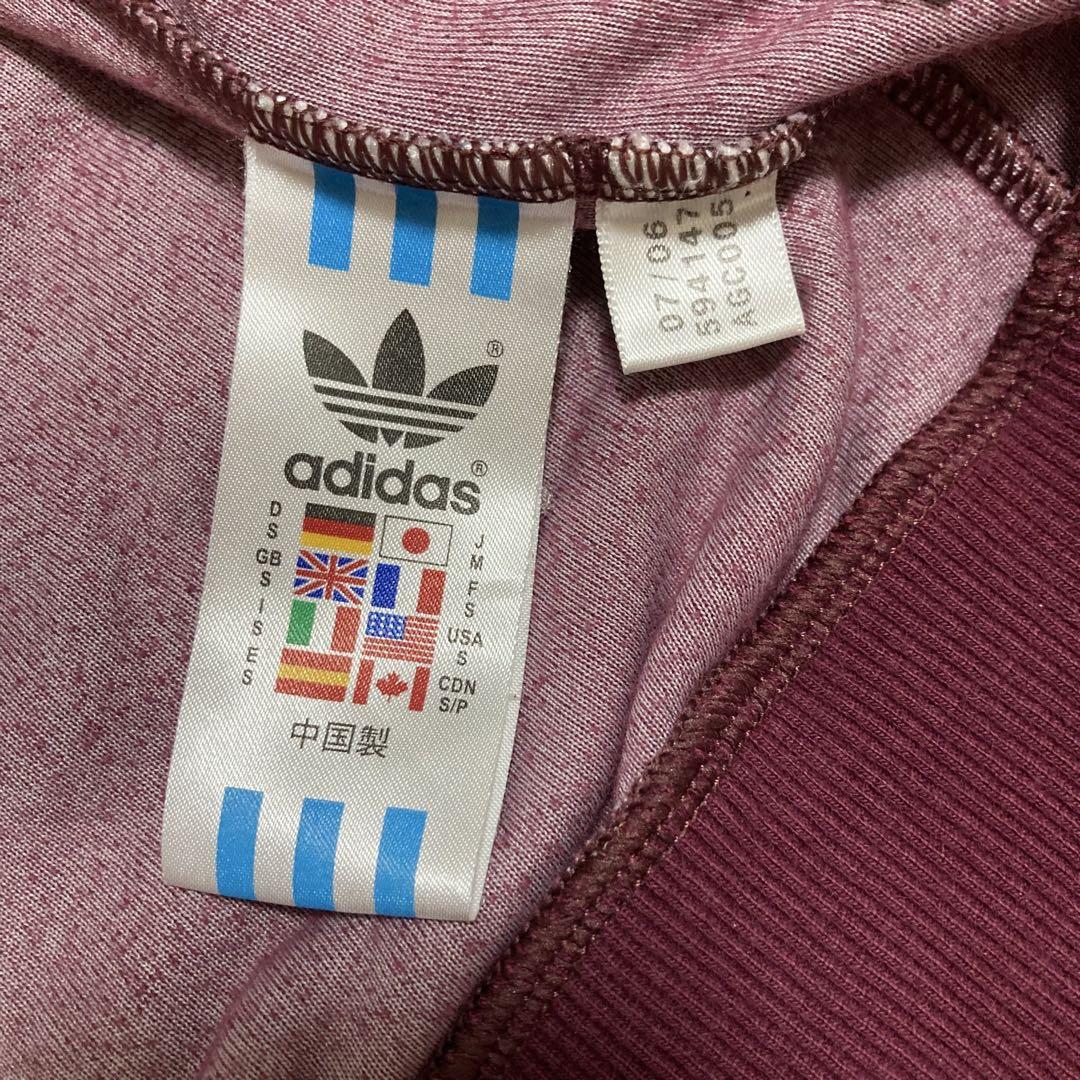 adidas®
®
D
S
J
M
GB
S
F
S
I
S
USA
S
E
S
CDN
S/P
中国製
07/06
594147
AGC005